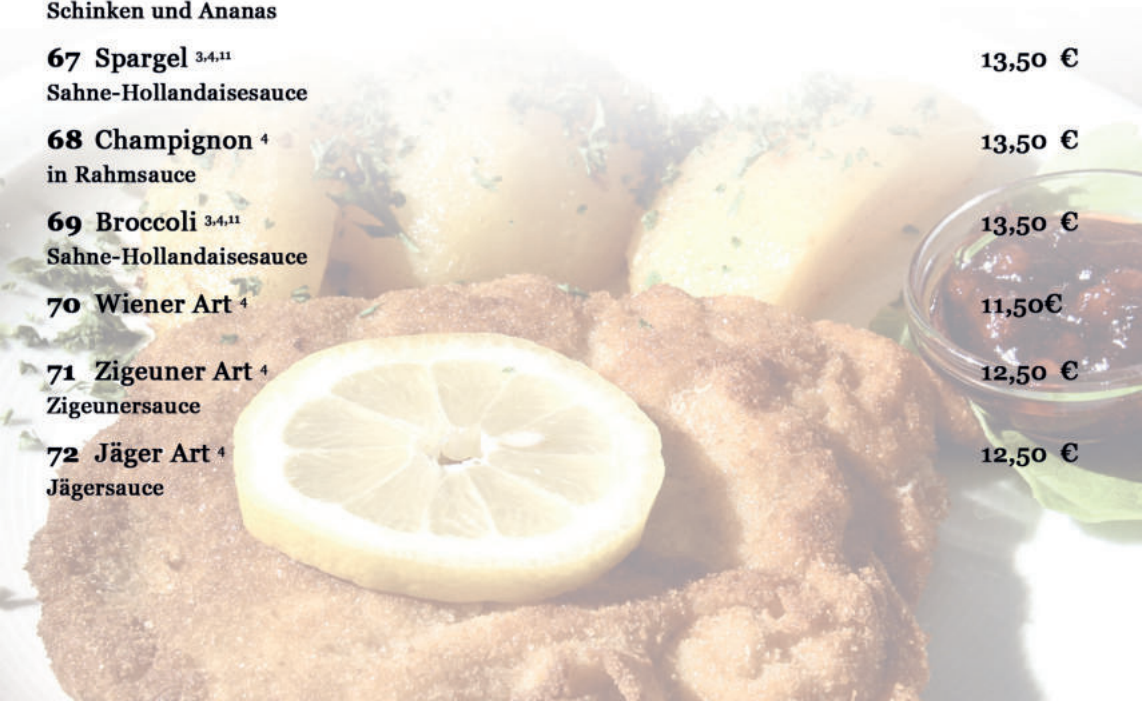 Schinken und Ananas
67 Spargel 3,4,11 13,50 €
Sahne-Hollandaisesauce
68 Champignon 4 13,50 €
in Rahmsauce
69 Broccoli 3,4,11 13,50 €
Sahne-Hollandaisesauce
70 Wiener Art 4 11,50€
71 Zigeuner Art 4 12,50 €
Zigeunersauce
72 Jäger Art 4 12,50 €
Jägersauce